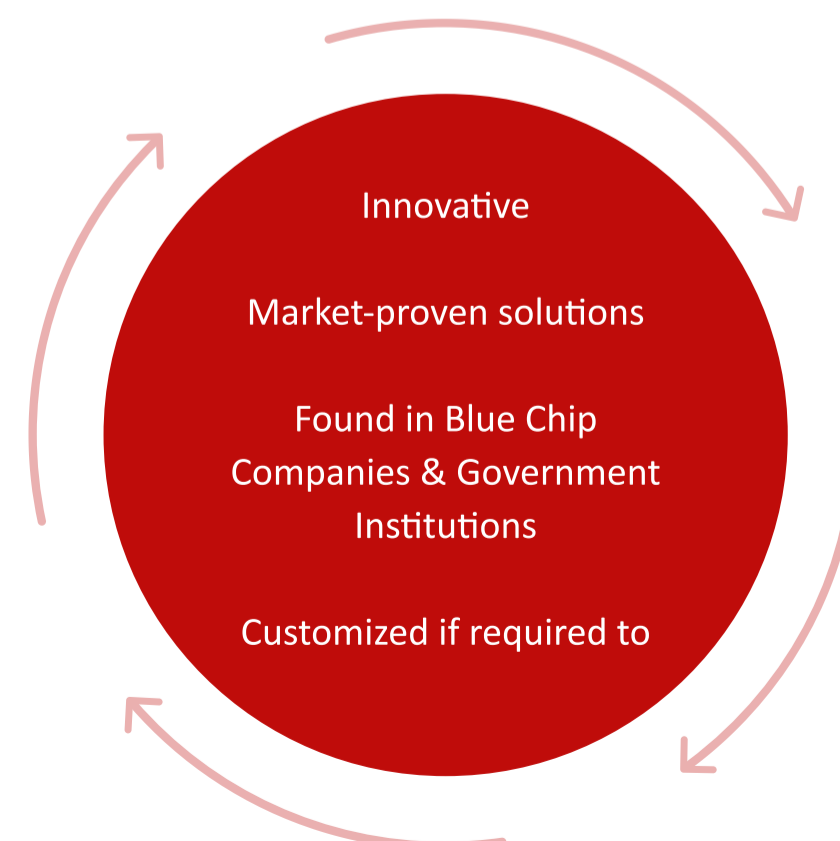 Innovative
Market-proven solutions
Found in Blue Chip
Companies & Government
Institutions
Customized if required to